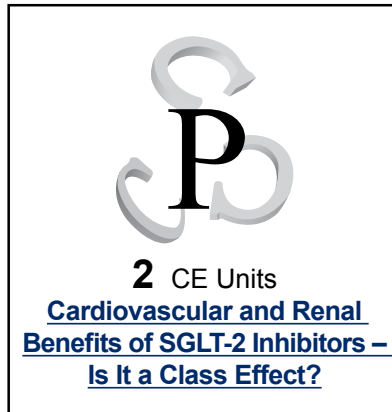 C
P
C
C
2 CE Units
Cardiovascular and Renal
Benefits of SGLT-2 Inhibitors –
Is It a Class Effect?